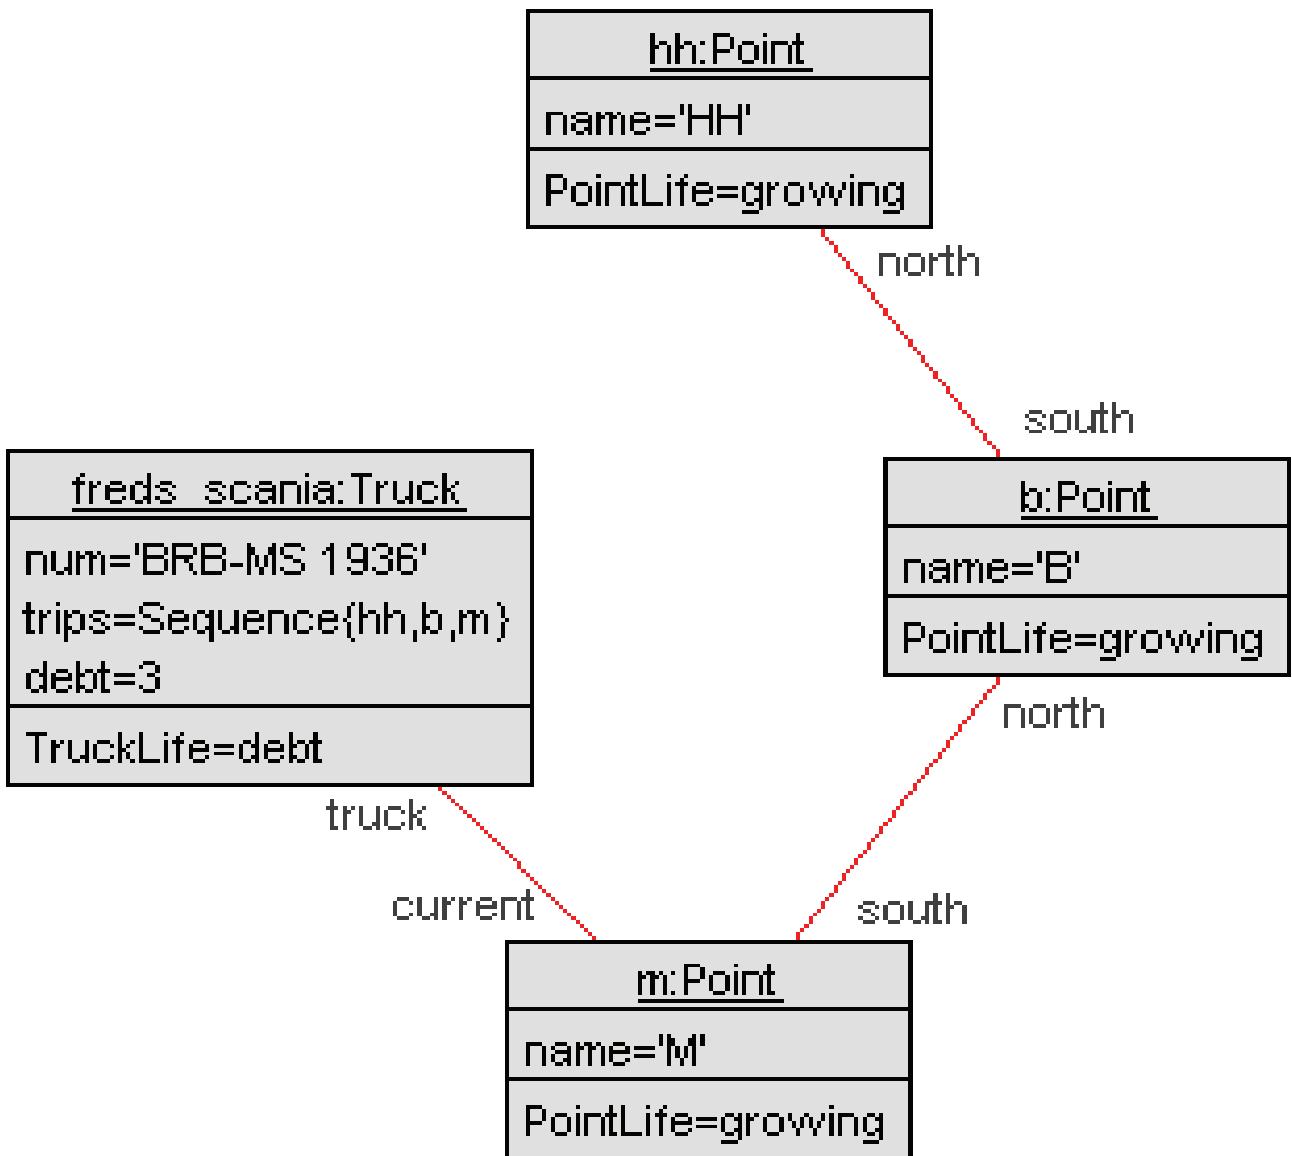 hh:Point
name='HH'
PointLife=growing
north
south
freds_scania:Truck
num='BRB-MS 1936'
trips=Sequence{hh,b,m}
debt=3
TruckLife=debt
b:Point
name='B'
PointLife=growing
north
truck
current
south
m:Point
name='M'
PointLife=growing